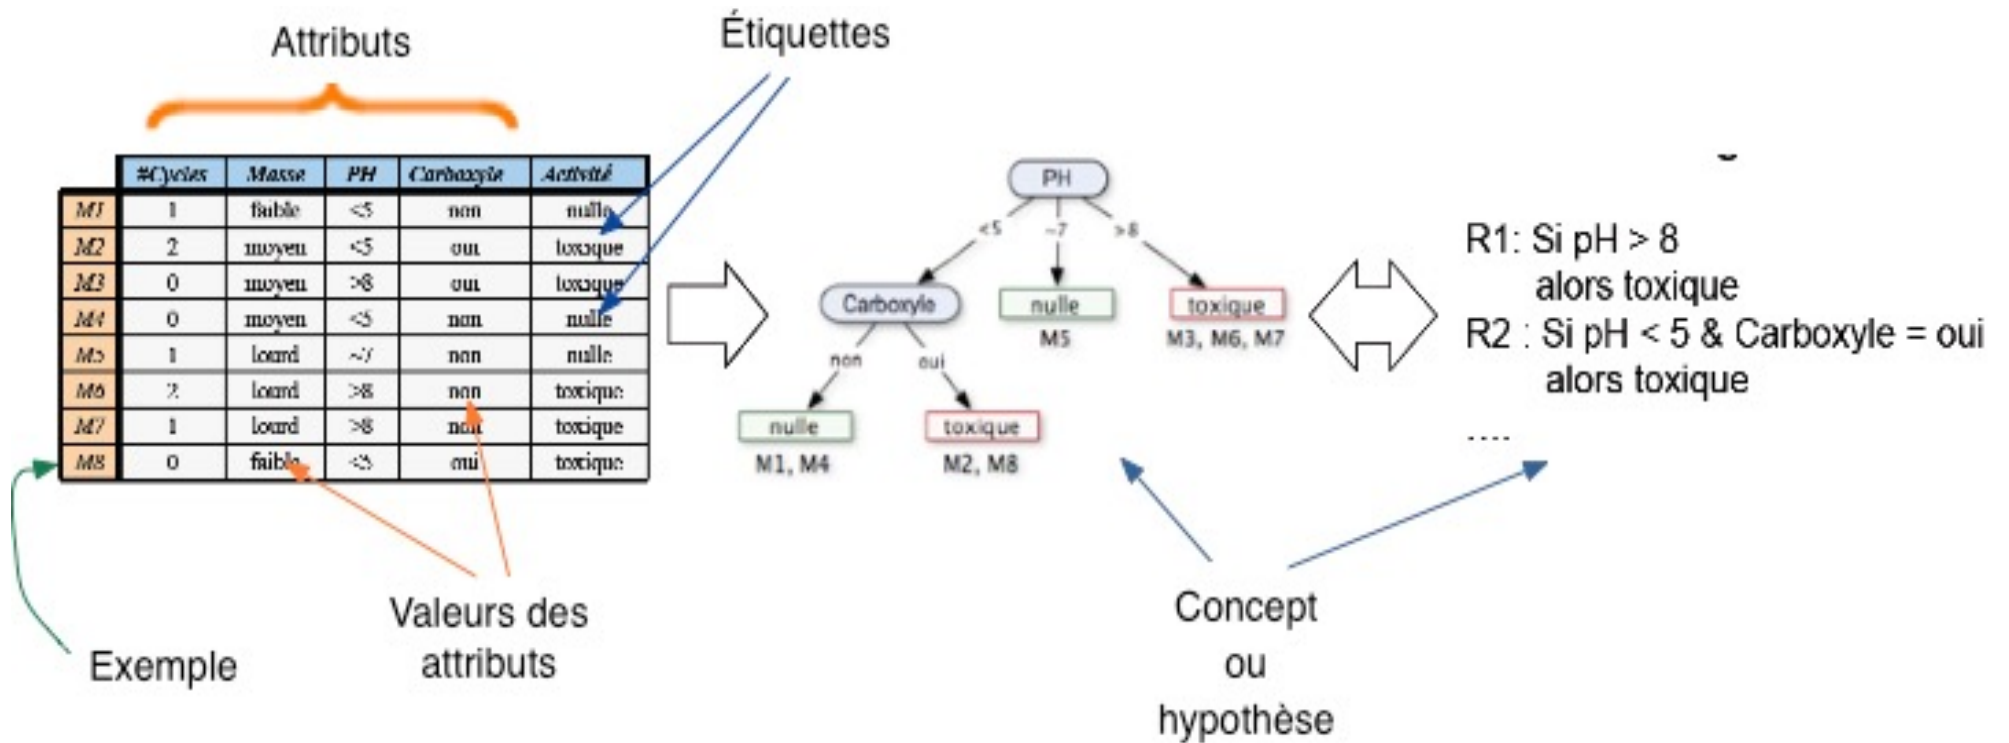 Attributs
Étiquettes
#Cycles Masse PH Carboxyle Activité
M1 1 faible <5 non nulle
M2 2 moyen <5 oui toxique
M3 0 moyen >8 oui toxique
M4 0 moyen <5 non nulle
M5 1 lourd ~7 non nulle
M6 2 lourd >8 non toxique
M7 1 lourd >8 non toxique
M8 0 faible <5 oui toxique
Exemple
Valeurs des
attributs
PH
<5 ~7 >8
Carboxyle nulle toxique
M5 M3, M6, M7
non oui
nulle toxique
M1, M4 M2, M8
R1: Si pH > 8
alors toxique
R2 : Si pH < 5 & Carboxyle = oui
alors toxique
....
Concept
ou
hypothèse